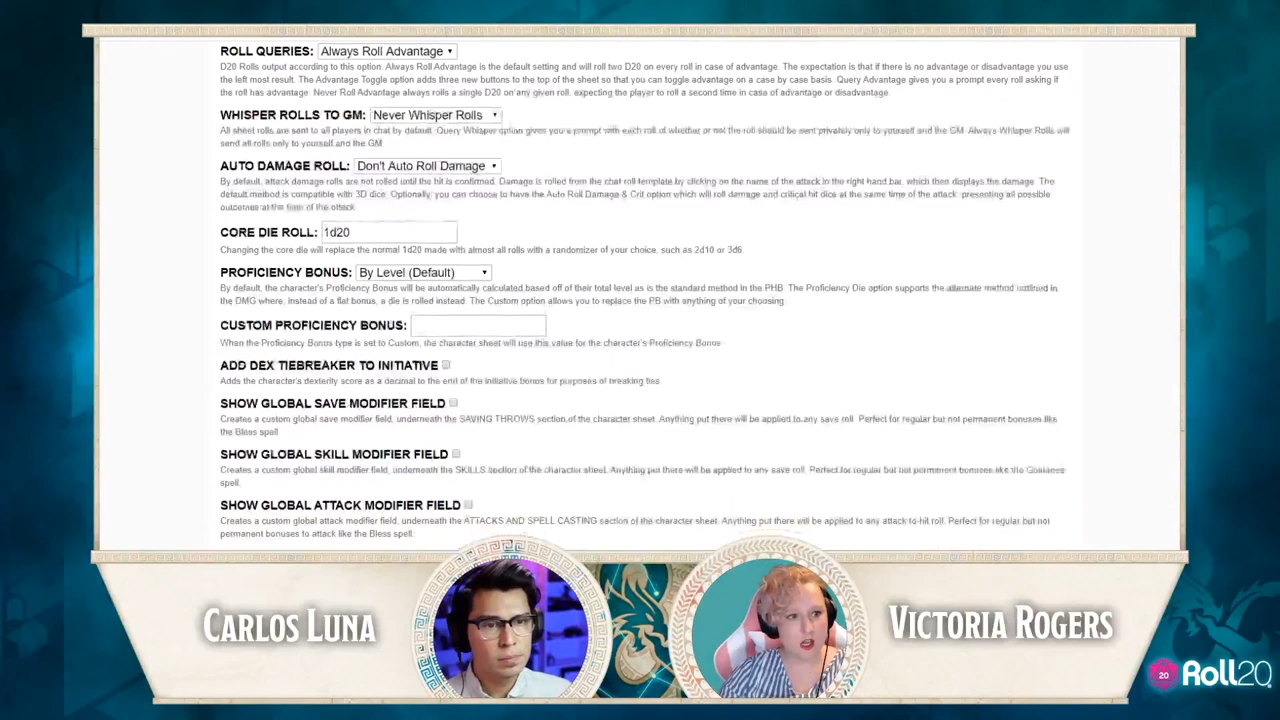 ROLL QUERIES: Always Roll Advantage
D20 Rolls output according to this option. Always Roll Advantage is the default setting and will roll two D20 on every roll in case of advantage. The expectation is that if there is no advantage or disadvantage you use
the left most result. The Advantage Toggle option adds three new buttons to the top of the sheet so that you can toggle advantage on a case by case basis. Query Advantage gives you a prompt every roll asking if
the roll has advantage. Never Roll Advantage always rolls a single D20 on any given roll, expecting the player to roll a second time in case of advantage or disadvantage.
WHISPER ROLLS TO GM: Never Whisper Rolls
All sheet rolls are sent to all players in chat by default. Query Whisper option gives you a prompt with each roll of whether or not the roll should be sent privately only to yourself and the GM. Always Whisper Rolls will
send all rolls only to yourself and the GM.
AUTO DAMAGE ROLL: Don't Auto Roll Damage
By default, attack damage rolls are not rolled until the hit is confirmed. Damage is rolled from the chat roll template by clicking on the name of the attack in the right hand bar, which then displays the damage. The
default method is compatible with 3D dice. Optionally, you can choose to have the Auto Roll Damage & Crit option which will roll damage and critical hit dice at the same time of the attack, presenting all possible
outcomes at the time of the attack
CORE DIE ROLL: 1d20
Changing the core die will replace the normal 1d20 made with almost all rolls with a randomizer of your choice, such as 2d10 or 3d6.
PROFICIENCY BONUS: By Level (Default)
By default, the character's Proficiency Bonus will be automatically calculated based off of their total level as is the standard method in the PHB. The Proficiency Die option supports the alternate method outlined in
the DMG where, instead of a flat bonus, a die is rolled instead. The Custom option allows you to replace the PB with anything of your choosing.
CUSTOM PROFICIENCY BONUS:
When the Proficiency Bonus type is set to Custom, the character sheet will use this value for the character's Proficiency Bonus
ADD DEX TIEBREAKER TO INITIATIVE
Adds the character's dexterity score as a decimal to the end of the initiative bonus for purposes of breaking ties
SHOW GLOBAL SAVE MODIFIER FIELD
Creates a custom global save modifier field, underneath the SAVING THROWS section of the character sheet. Anything put there will be applied to any save roll. Perfect for regular but not permanent bonuses like
the Bless spell
SHOW GLOBAL SKILL MODIFIER FIELD
Creates a custom global skill modifier field, underneath the SKILLS section of the character sheet. Anything put there will be applied to any save roll. Perfect for regular but not permanent bonuses like the Guidance
spell.
SHOW GLOBAL ATTACK MODIFIER FIELD
Creates a custom global attack modifier field, underneath the ATTACKS AND SPELL CASTING section of the character sheet. Anything put there will be applied to any attack to-hit roll. Perfect for regular but not
permanent bonuses to attack like the Bless spell.
CARLOS LUNA
VICTORIA ROGERS
20 Roll20